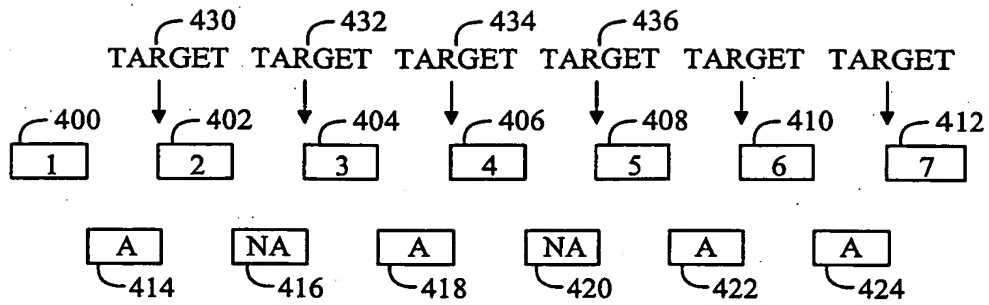 430 432 434 436
TARGET TARGET TARGET TARGET TARGET TARGET
400 402 404 406 408 410 412
1 2 3 4 5 6 7
A NA A NA A A
414 416 418 420 422 424